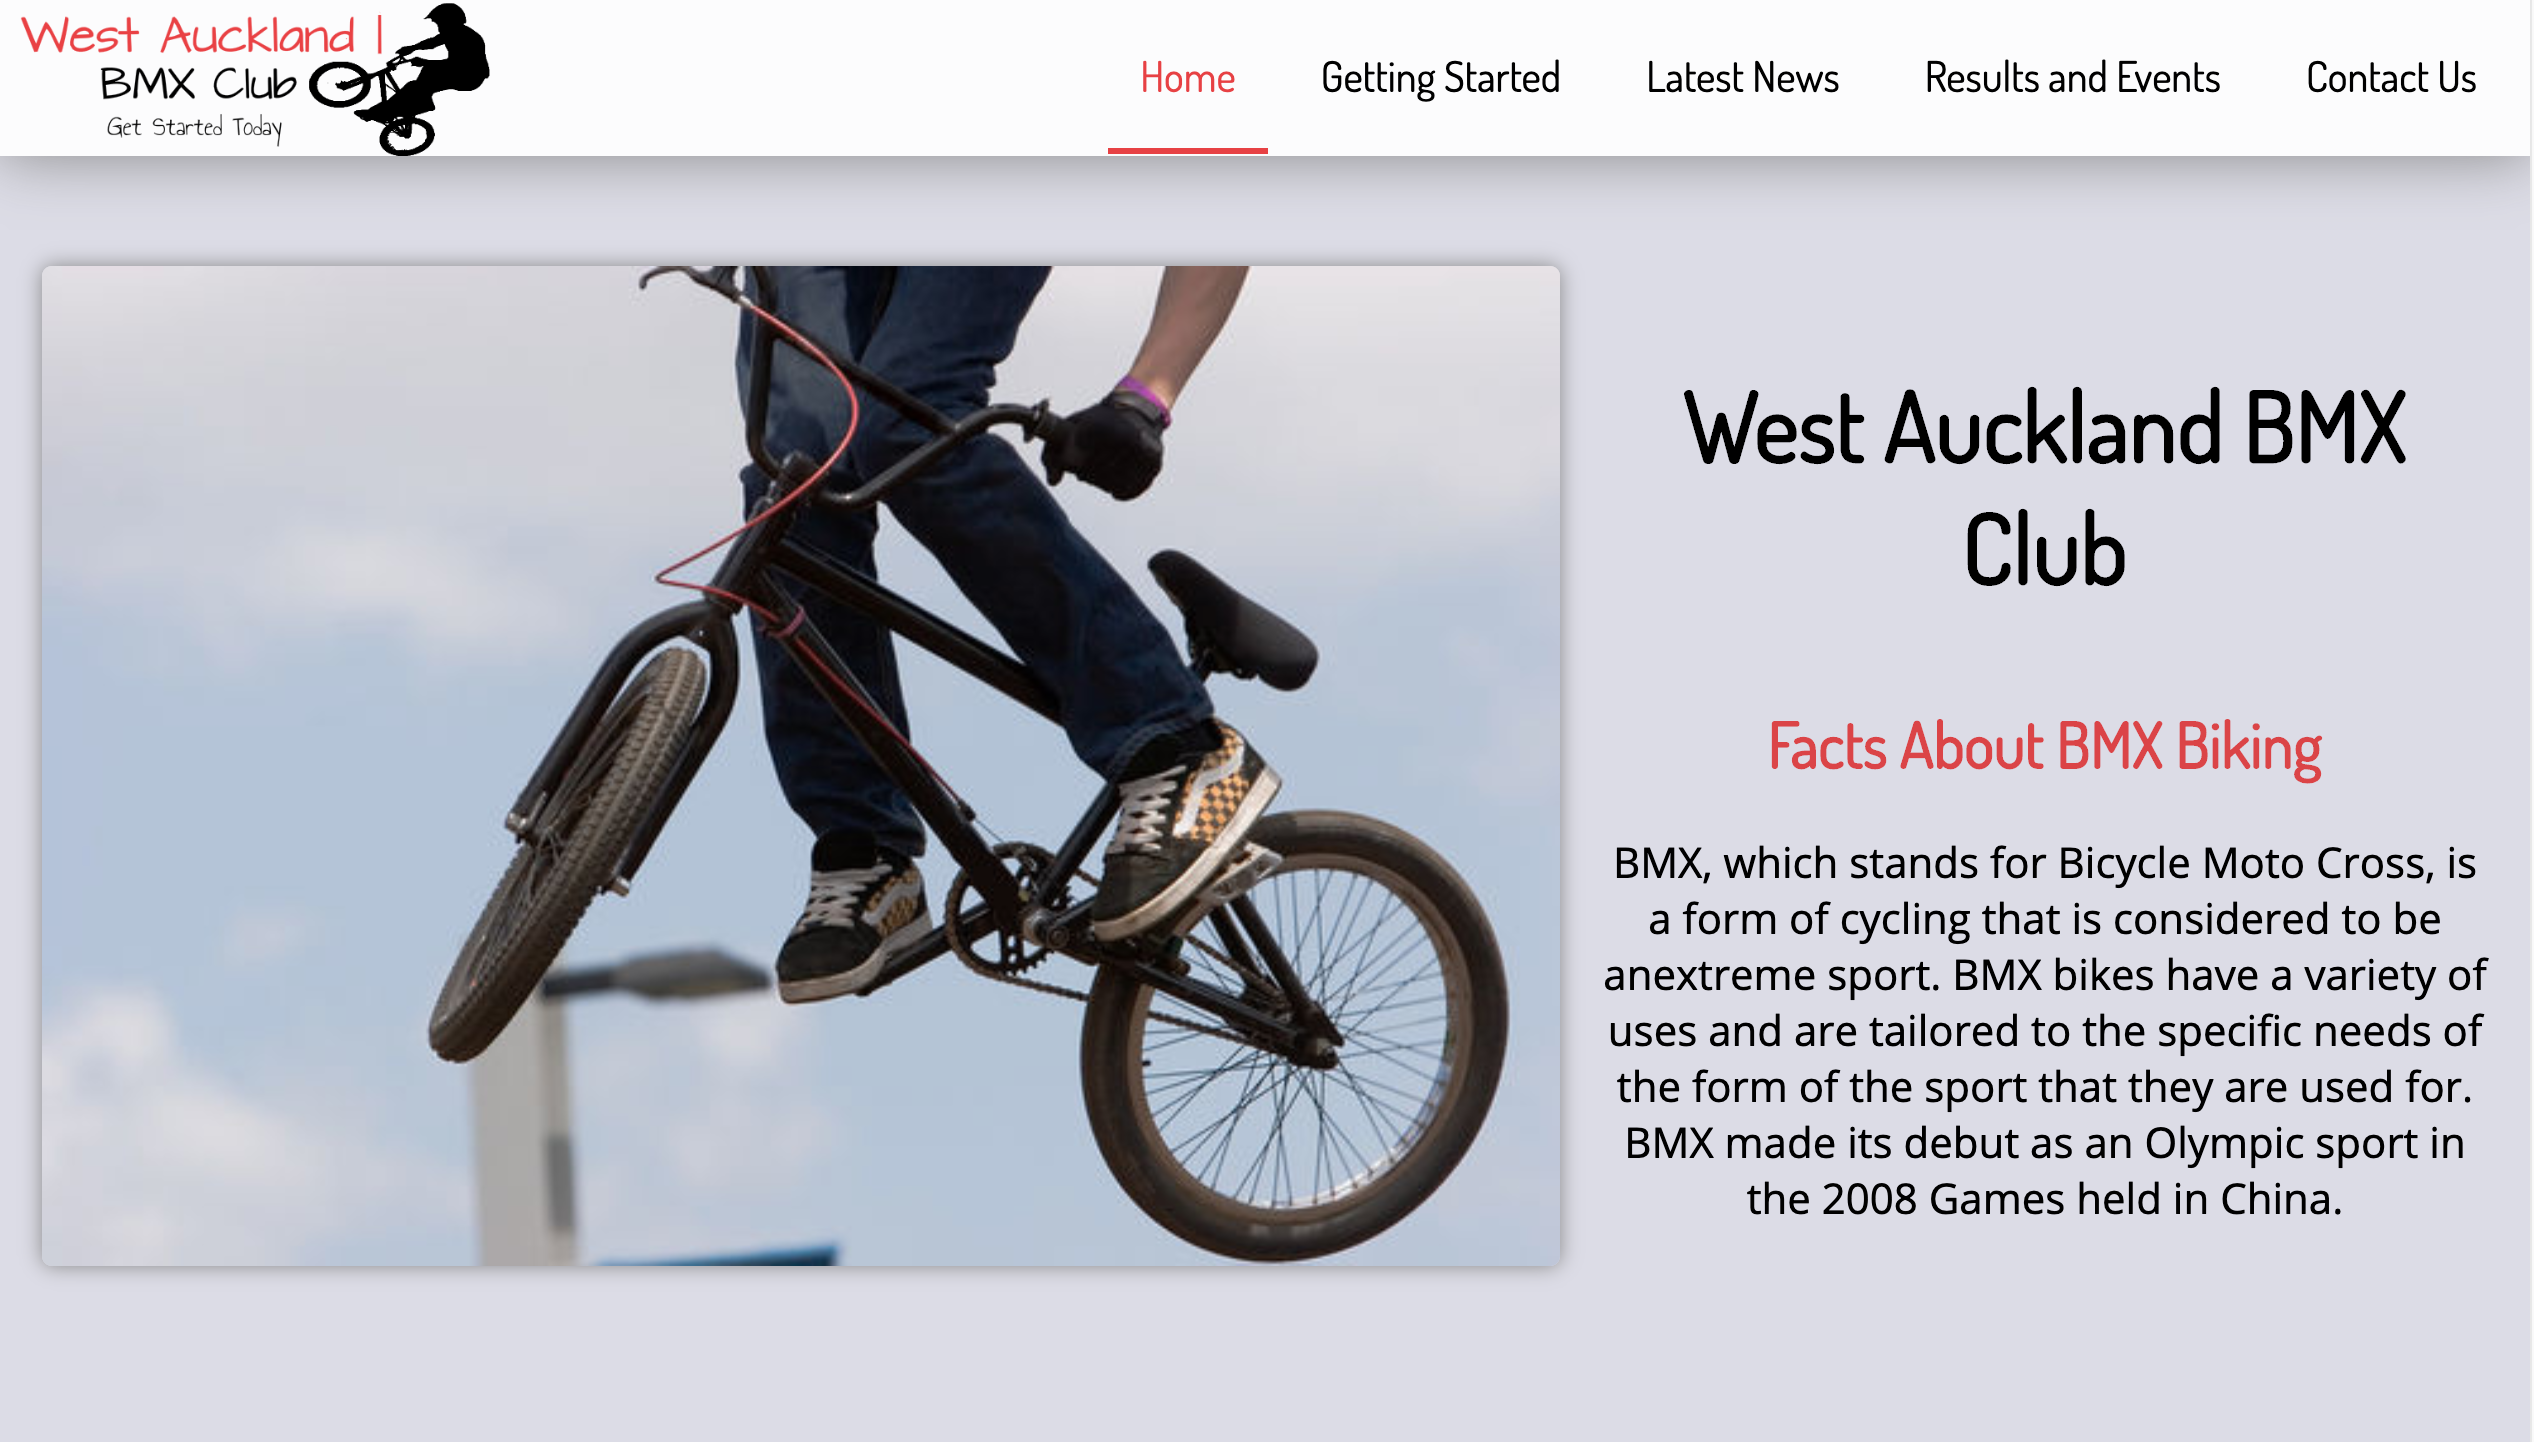 West Auckland |
BMX Club
Get Started Today
Home
Getting Started
Latest News
Results and Events
Contact Us
West Auckland BMX
Club
Facts About BMX Biking
BMX, which stands for Bicycle Moto Cross, is
a form of cycling that is considered to be
anextreme sport. BMX bikes have a variety of
uses and are tailored to the specific needs of
the form of the sport that they are used for.
BMX made its debut as an Olympic sport in
the 2008 Games held in China.